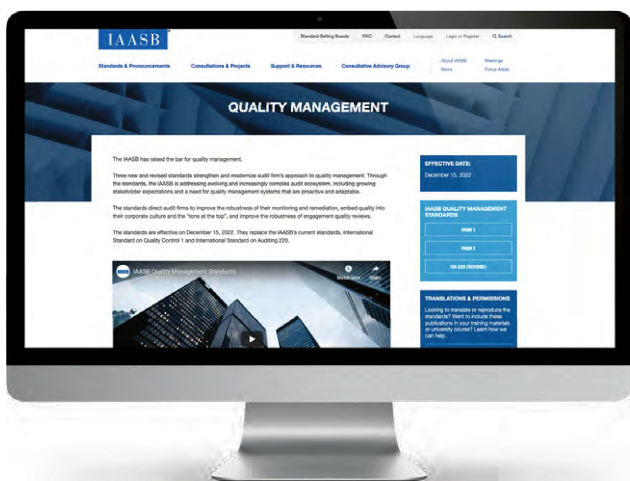 IAASB
Standard-Setting Boards IFAC Contact Language Login or Register Search
Standards & Pronouncements Consultations & Projects Support & Resources Consultative Advisory Group
About IAASB Meetings
News Focus Areas
QUALITY MANAGEMENT
The IAASB has raised the bar for quality management.
Three new and revised standards strengthen and modernize audit firm's approach to quality management. Through
the standards, the IAASB is addressing evolving and increasingly complex audit ecosystem, including growing
stakeholder expectations and a need for quality management systems that are proactive and adaptable.
The standards direct audit firms to improve the robustness of their monitoring and remediation, embed quality into
their corporate culture and the "tone at the top", and improve the robustness of engagement quality reviews.
The standards are effective on December 15, 2022. They replace the IAASB's current standards, International
Standard on Quality Control 1 and International Standard on Auditing 220.
IAASB Quality Management Standards
Watch later Share
EFFECTIVE DATE:
December 15, 2022
IAASB QUALITY MANAGEMENT
STANDARDS
ISQM 1
ISQM 2
ISA 220 (REVISED)
TRANSLATIONS & PERMISSIONS
Looking to translate or reproduce the
standards? Want to include these
publications in your training materials
or university course? Learn how we
can help.